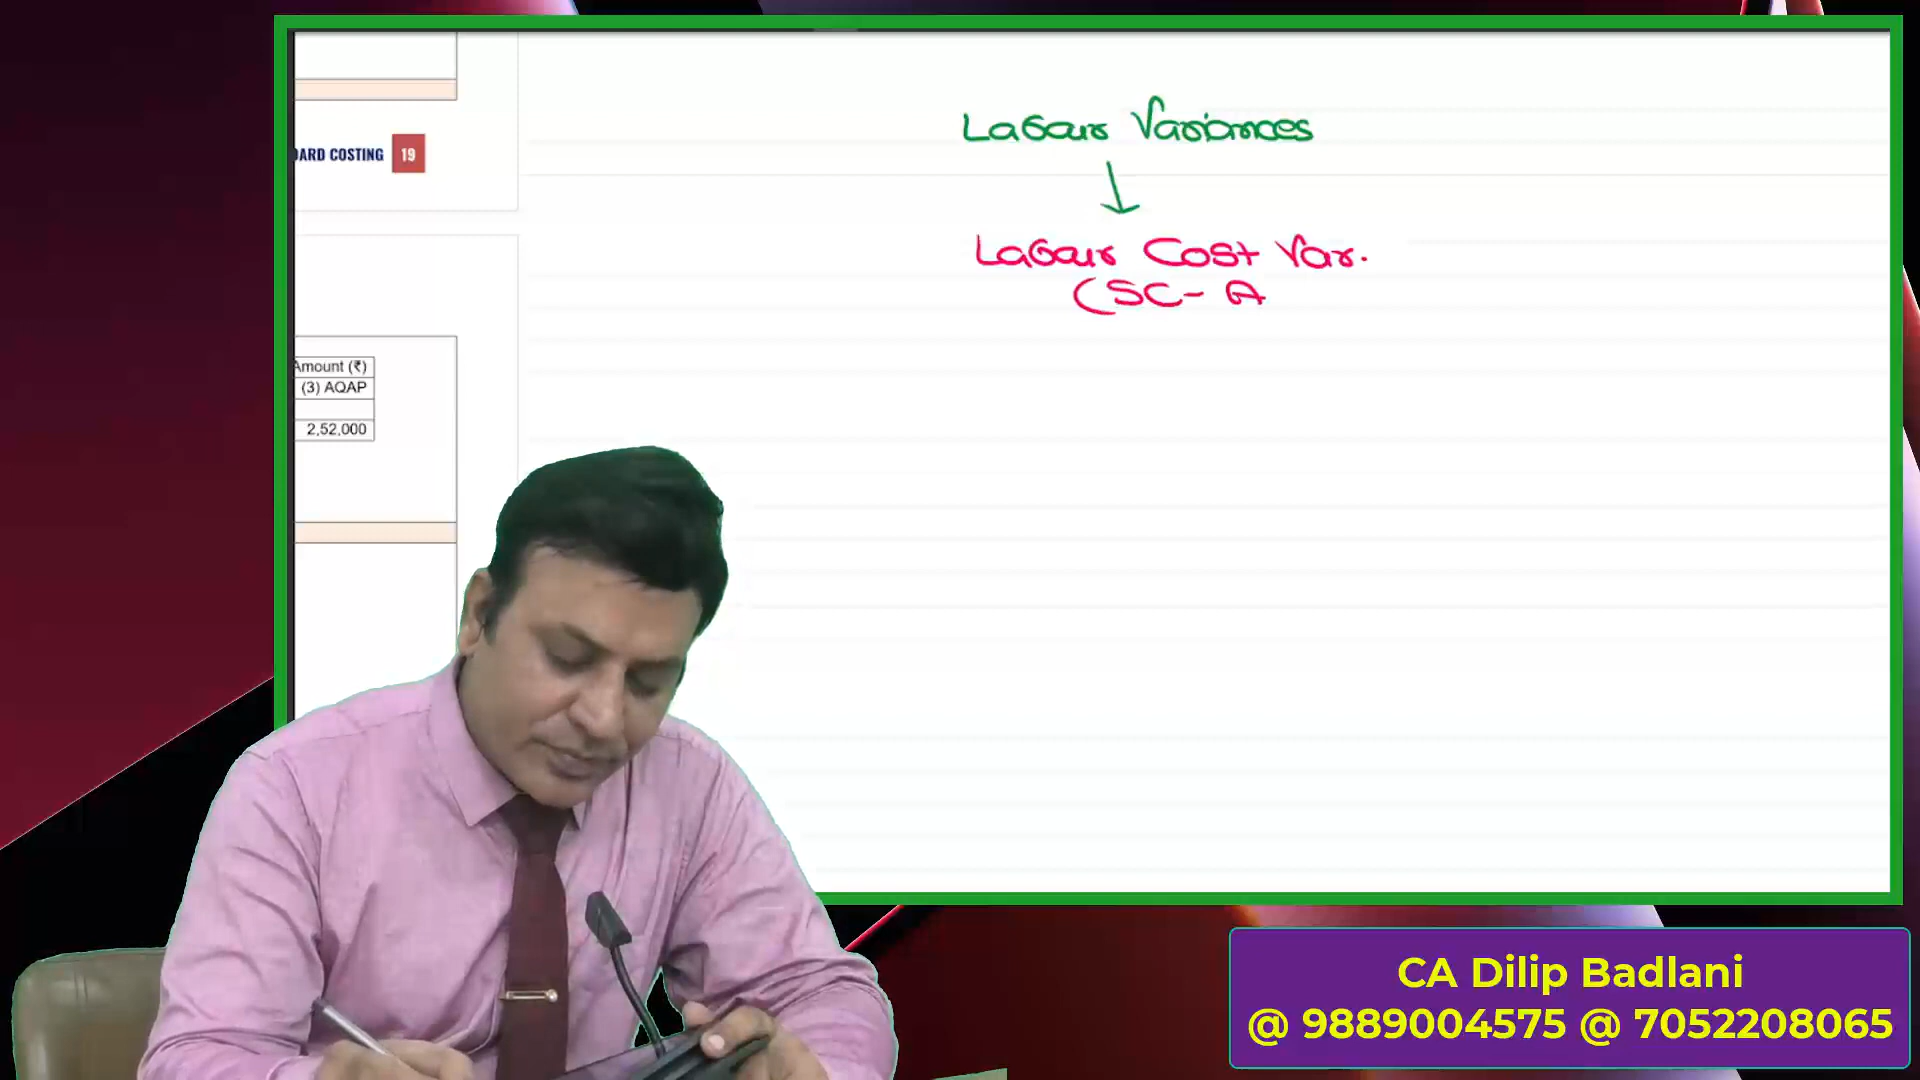 Labour Variances
Labour Cost Var.
(SC- A
DARD COSTING 19
Amount (₹)
(3) AQAP
2,52,000
CA Dilip Badlani
@ 9889004575 @ 7052208065